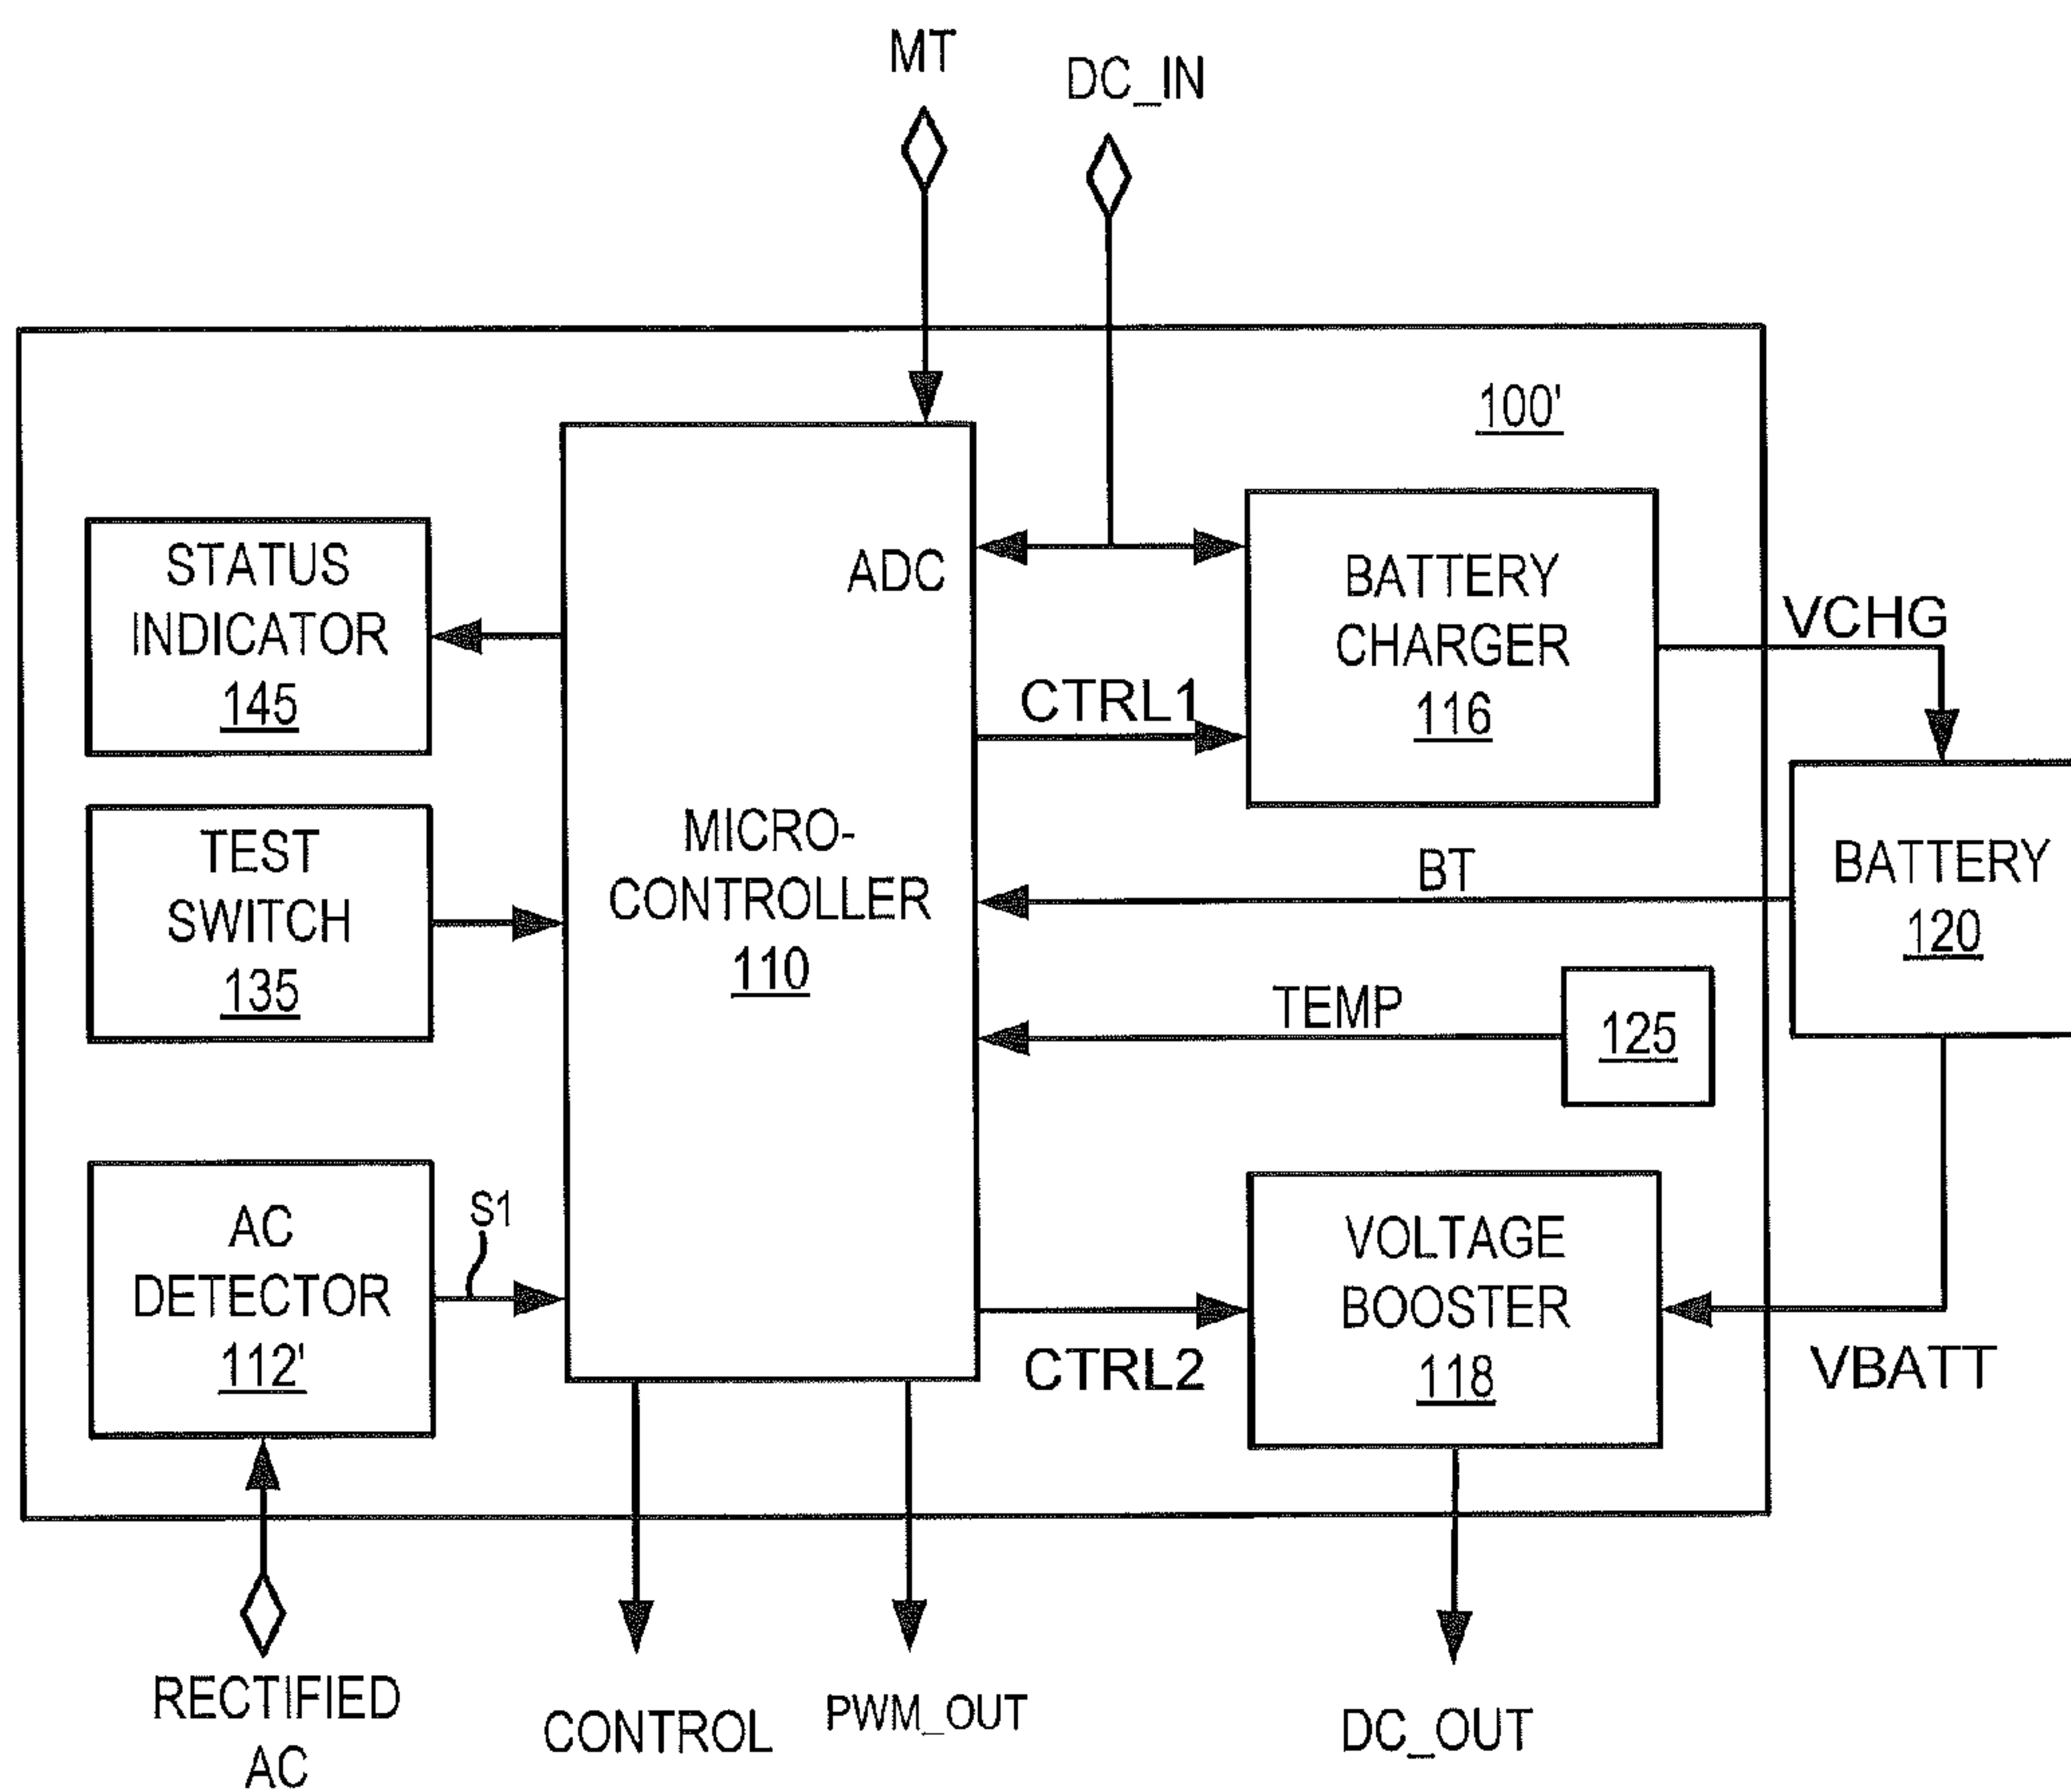 MT
DC_IN
100'
STATUS
INDICATOR
145
ADC
BATTERY
CHARGER
116
VCHG
CTRL1
TEST
SWITCH
135
MICRO-
CONTROLLER
110
BT
BATTERY
120
TEMP
125
AC
DETECTOR
112'
S1
VOLTAGE
BOOSTER
118
CTRL2
VBATT
RECTIFIED
AC
CONTROL
PWM_OUT
DC_OUT